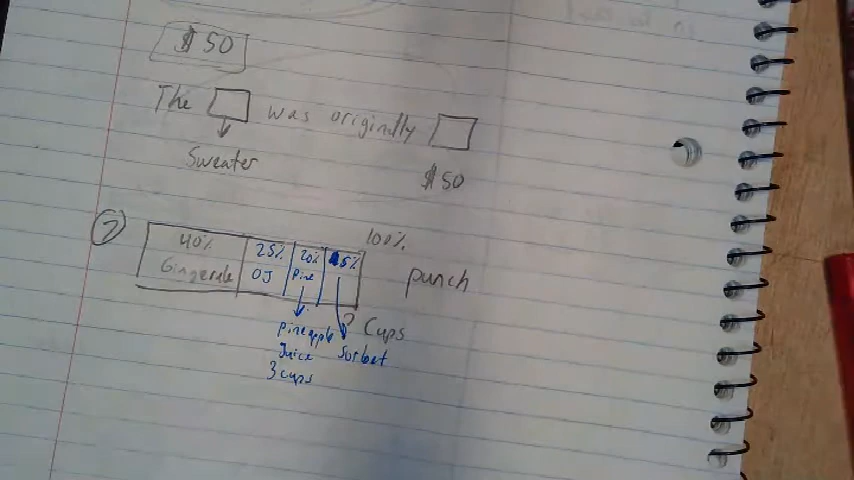 $50
The □ was originally □
Sweater
$50
7
100%
40% 25% 20% 15%
Gingerale OJ Pine
punch
? Cups
Pineapple
Juice Sorbet
3 cups